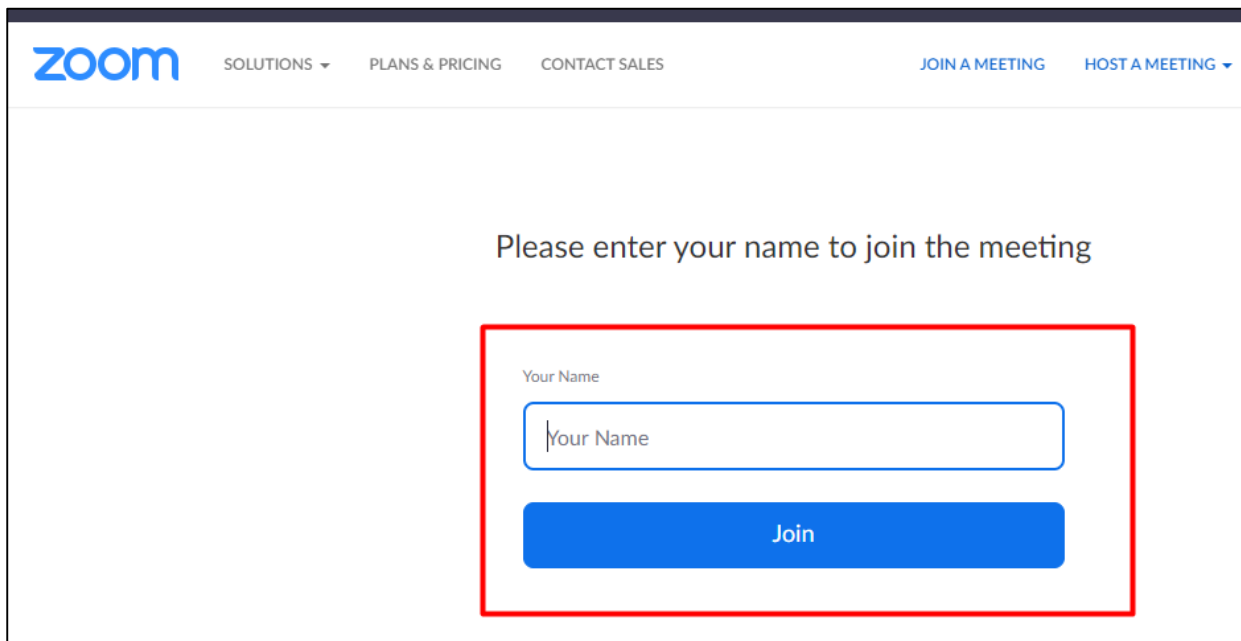 zoom SOLUTIONS PLANS & PRICING CONTACT SALES JOIN A MEETING HOST A MEETING
Please enter your name to join the meeting
Your Name
Your Name
Join